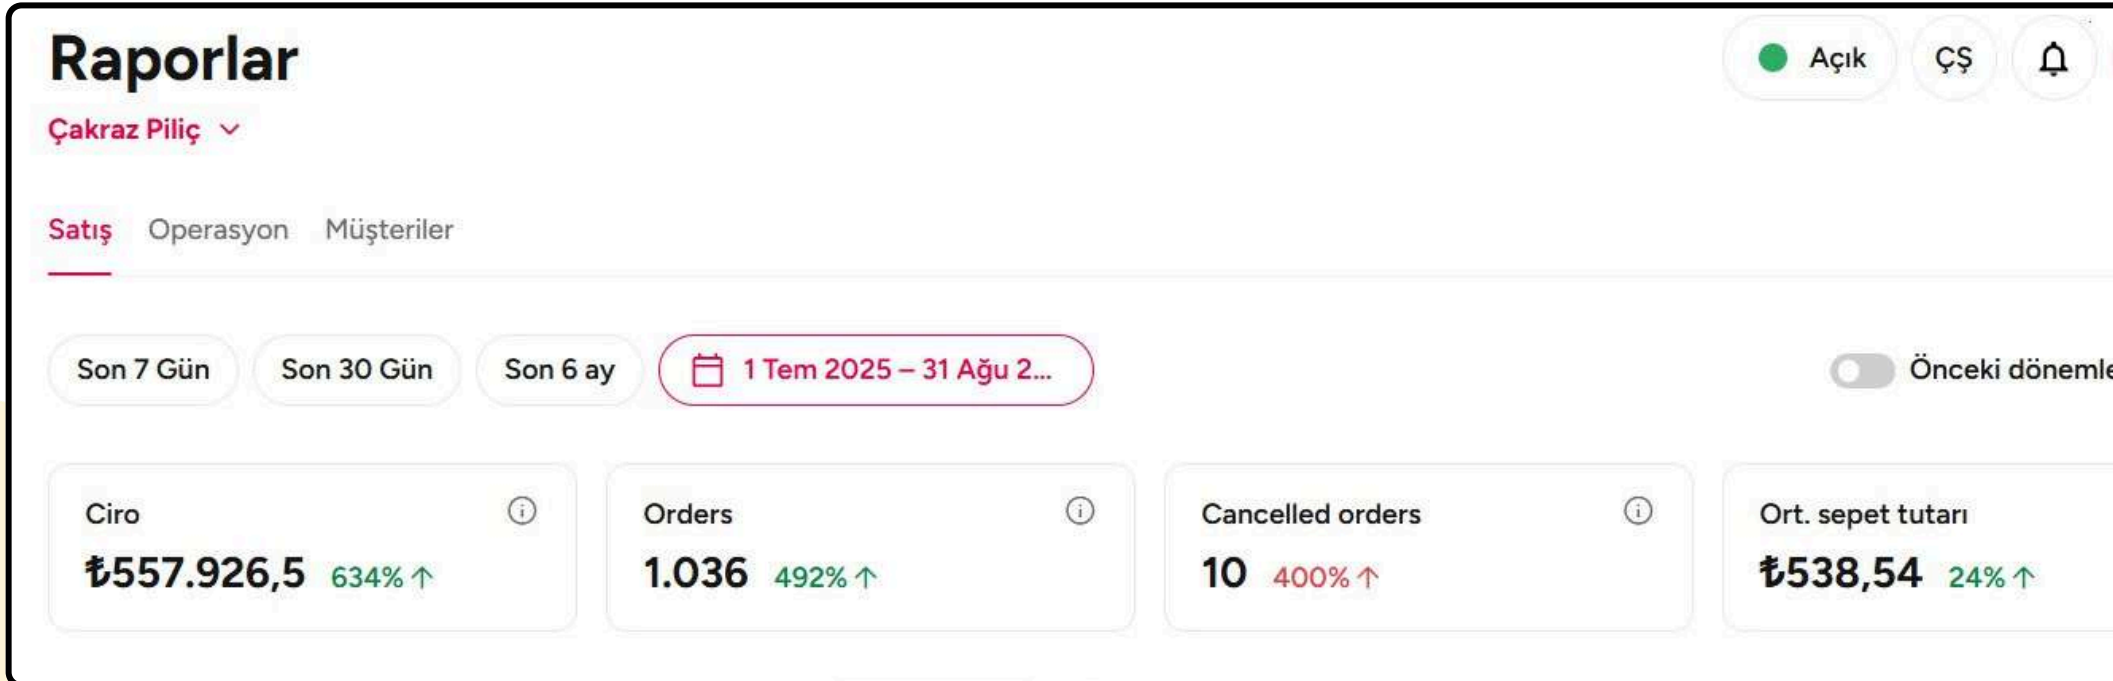 Raporlar
Açık
ÇŞ
Çakraz Piliç
Satış Operasyon Müşteriler
Son 7 Gün Son 30 Gün Son 6 ay 1 Tem 2025 – 31 Ağu 2... Önceki dönemle
Ciro Orders Cancelled orders Ort. sepet tutarı
₺557.926,5 634% ↑ 1.036 492% ↑ 10 400% ↑ ₺538,54 24% ↑